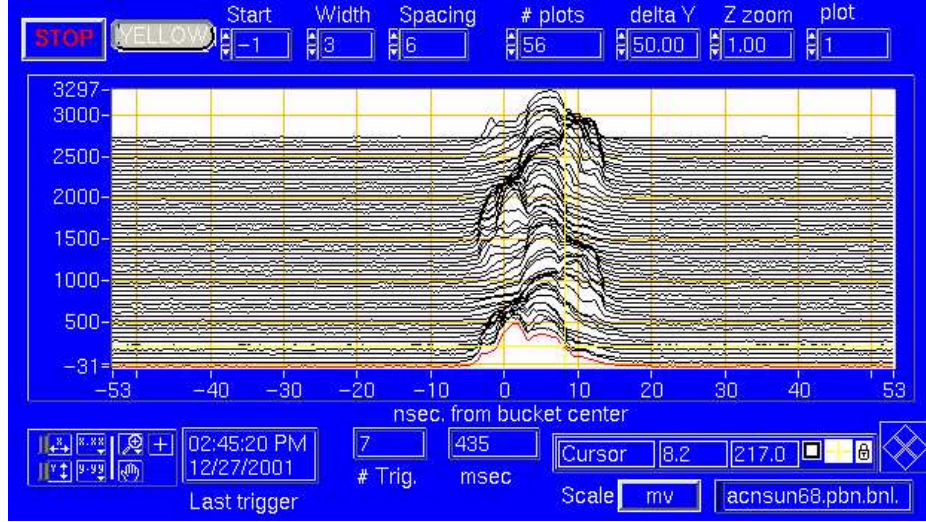 Start Width Spacing # plots delta Y Z zoom plot
STOP YELLOW -1 3 6 56 50.00 1.00 1
3297
3000
2500
2000
1500
1000
500
-31
-53 -40 -30 -20 -10 0 10 20 30 40 53
nsec. from bucket center
X.XX
Y.YY
02:45:20 PM
12/27/2001
Last trigger
7 435
# Trig. msec
Cursor 8.2 217.0
Scale mv acnsun68.pbn.bnl.